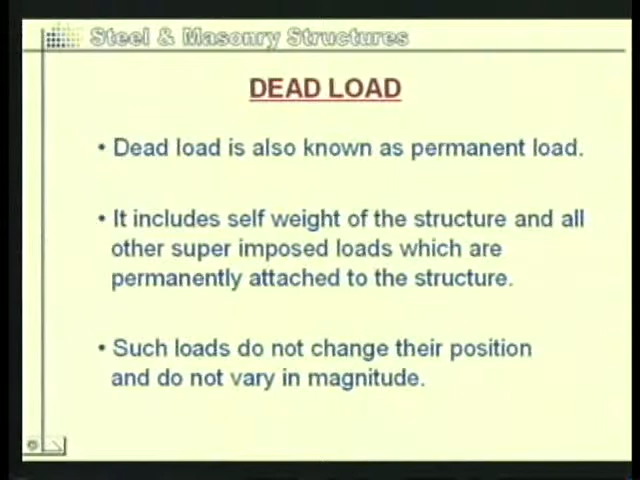 Steel & Masonry Structures
DEAD LOAD
• Dead load is also known as permanent load.
• It includes self weight of the structure and all
other super imposed loads which are
permanently attached to the structure.
• Such loads do not change their position
and do not vary in magnitude.